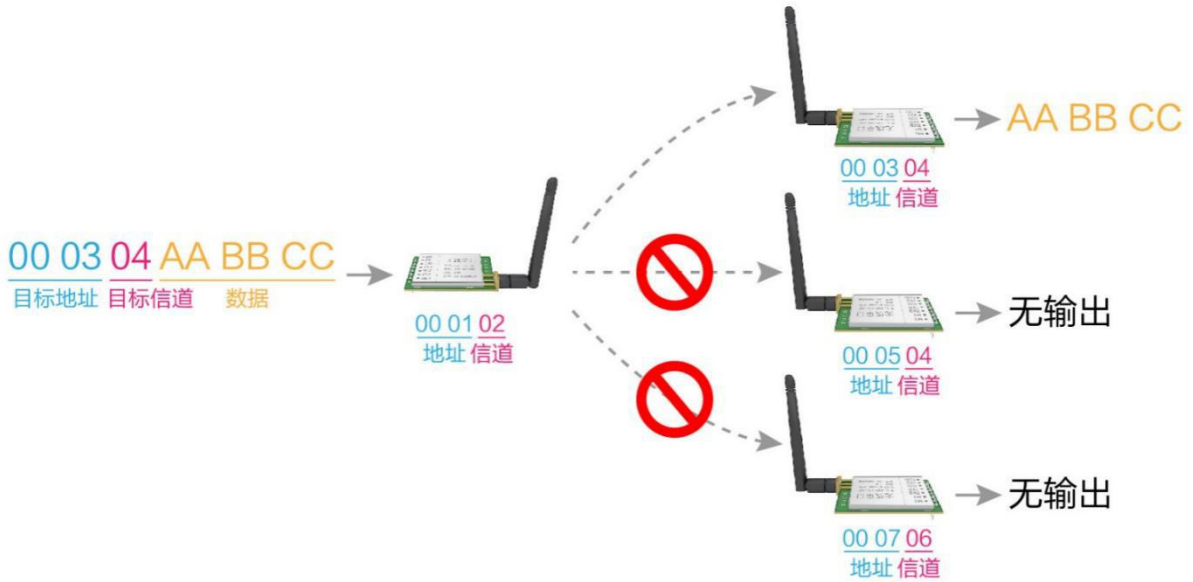 00 03 04 AA BB CC
目标地址 目标信道 数据
00 01 02
地址 信道
AA BB CC
00 03 04
地址 信道
无输出
00 05 04
地址 信道
无输出
00 07 06
地址 信道